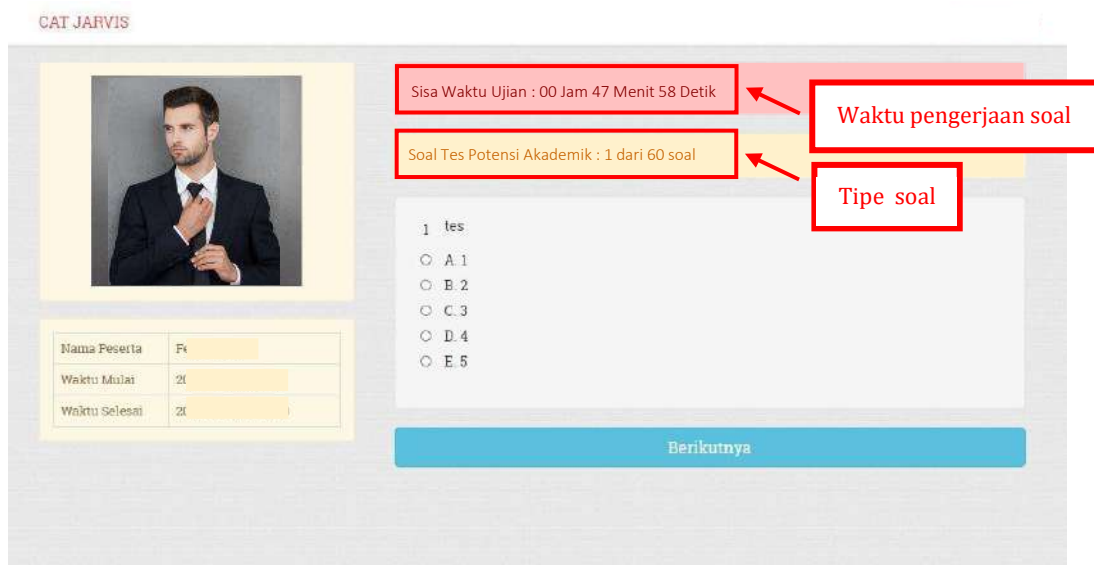 CAT JARVIS
Sisa Waktu Ujian : 00 Jam 47 Menit 58 Detik
Waktu pengerjaan soal
Soal Tes Potensi Akademik : 1 dari 60 soal
Tipe soal
1 tes
A. 1
B. 2
C. 3
D. 4
E. 5
Nama Peserta
Waktu Mulai
Waktu Selesai
Berikutnya